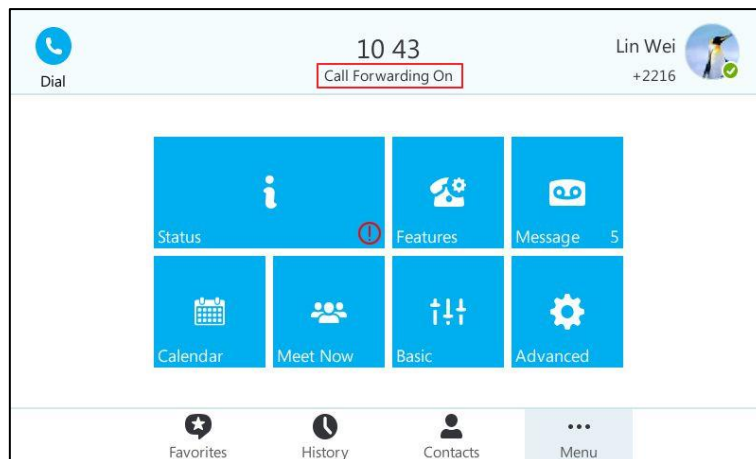 10 43
Lin Wei
Call Forwarding On
+2216
Dial
Status
Features
Message 5
Calendar
Meet Now
Basic
Advanced
Favorites
History
Contacts
Menu